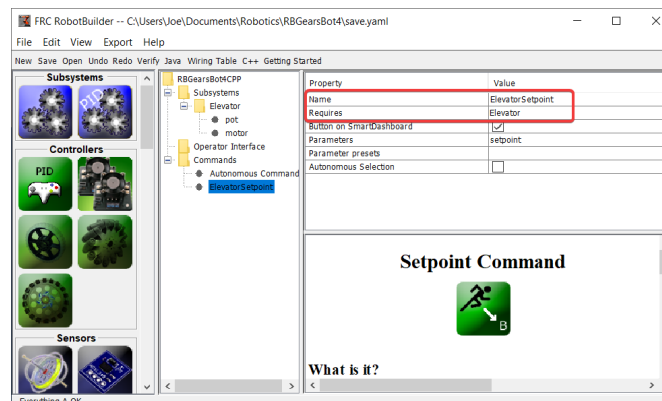 FRC RobotBuilder -- C:\Users\Joe\Documents\Robotics\RBGearsBot4\save.yaml
File Edit View Export Help
New Save Open Undo Redo Verify Java Wiring Table C++ Getting Started
Subsystems
PID
Controllers
PID
Sensors
RBGearsBot4CPP
Subsystems
Elevator
pot
motor
Operator Interface
Commands
Autonomous Command
ElevatorSetpoint
Property Value
Name ElevatorSetpoint
Requires Elevator
Button on SmartDashboard
Parameters setpoint
Parameter presets
Autonomous Selection
Setpoint Command
B
What is it?
Everything A OK